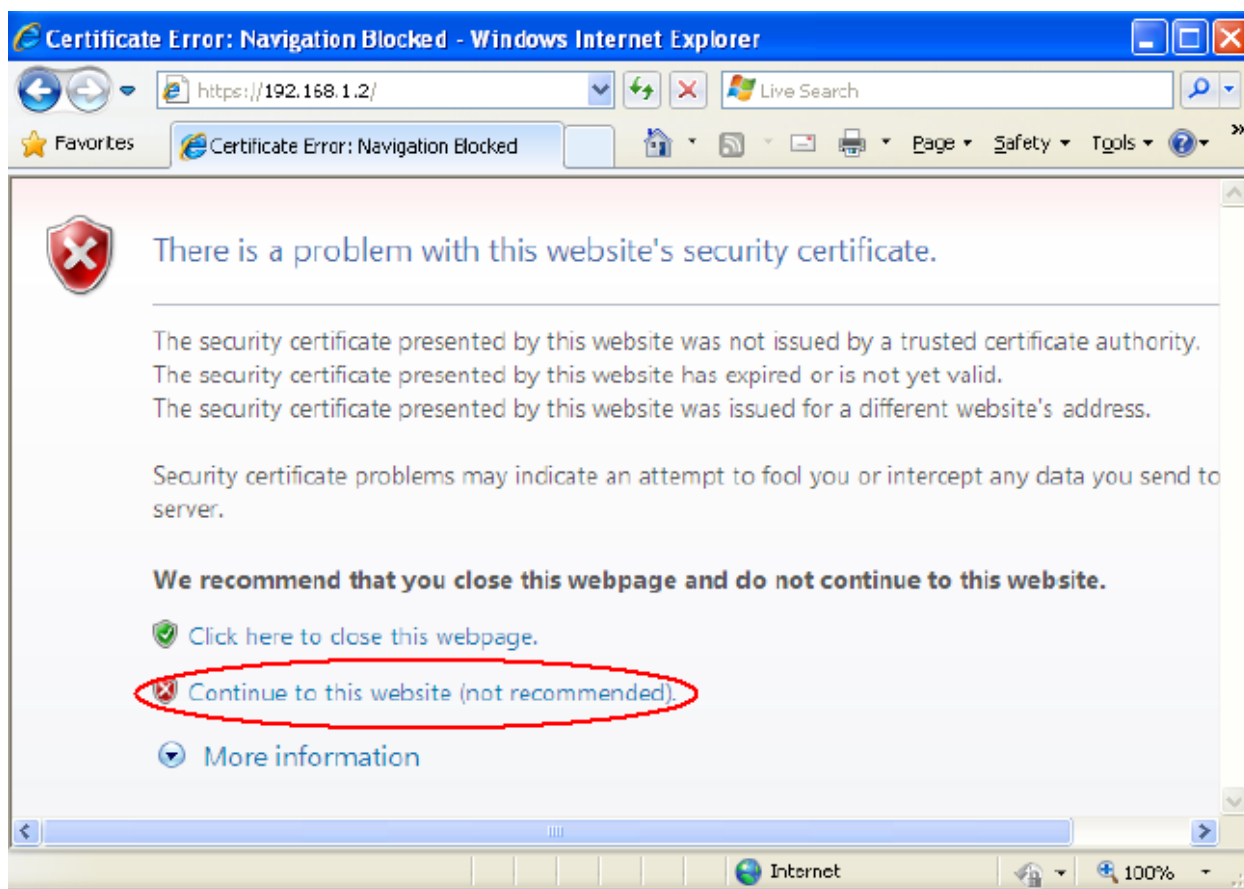 Certificate Error: Navigation Blocked - Windows Internet Explorer
https://192.168.1.2/
Live Search
Favorites
Certificate Error: Navigation Blocked
Page
Safety
Tools
There is a problem with this website's security certificate.
The security certificate presented by this website was not issued by a trusted certificate authority.
The security certificate presented by this website has expired or is not yet valid.
The security certificate presented by this website was issued for a different website's address.
Security certificate problems may indicate an attempt to fool you or intercept any data you send to
server.
We recommend that you close this webpage and do not continue to this website.
Click here to close this webpage.
Continue to this website (not recommended).
More information
Internet
100%